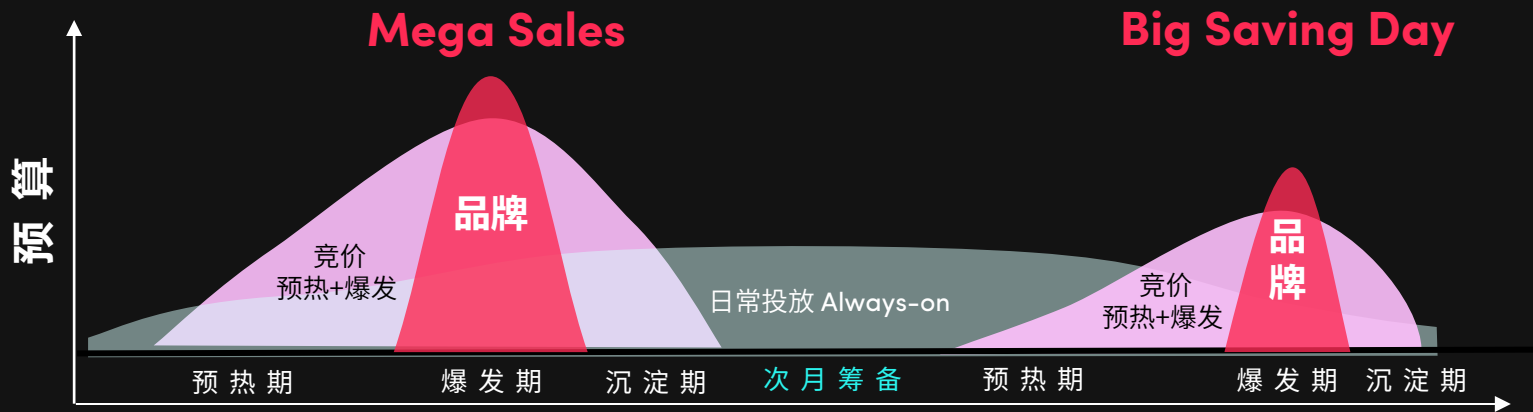 Mega Sales
Big Saving Day
预算
品牌
竞价
预热+爆发
日常投放 Always-on
竞价
预热+爆发
品
牌
预热期
爆发期
沉淀期
次月筹备
预热期
爆发期
沉淀期